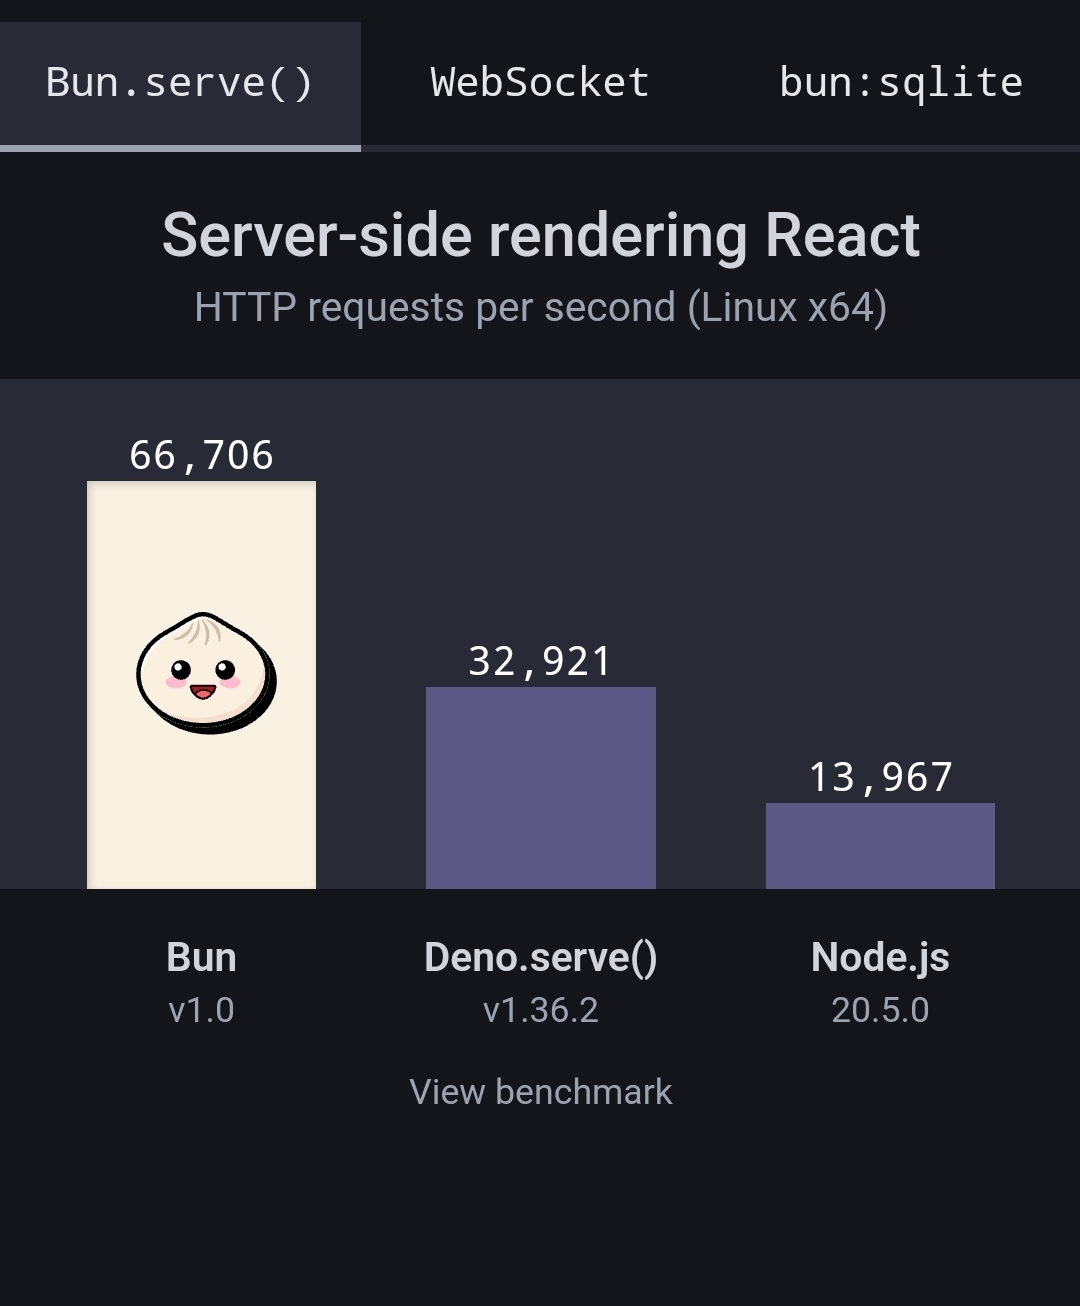 Bun.serve() WebSocket bun:sqlite
Server-side rendering React
HTTP requests per second (Linux x64)
66,706
32,921
13,967
Bun Deno.serve() Node.js
v1.0 v1.36.2 20.5.0
View benchmark